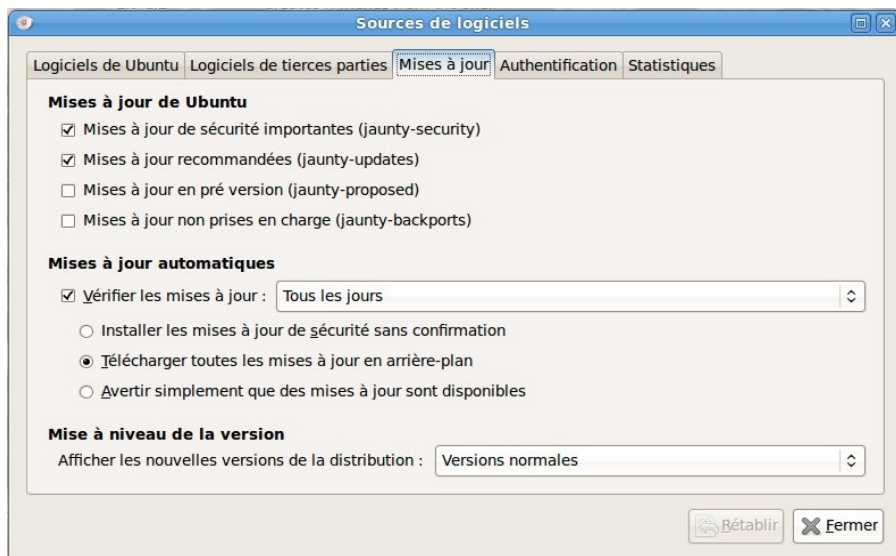 Sources de logiciels
Logiciels de Ubuntu Logiciels de tierces parties Mises à jour Authentification Statistiques
Mises à jour de Ubuntu
Mises à jour de sécurité importantes (jaunty-security)
Mises à jour recommandées (jaunty-updates)
Mises à jour en pré version (jaunty-proposed)
Mises à jour non prises en charge (jaunty-backports)
Mises à jour automatiques
Vérifier les mises à jour : Tous les jours
Installer les mises à jour de sécurité sans confirmation
Télécharger toutes les mises à jour en arrière-plan
Avertir simplement que des mises à jour sont disponibles
Mise à niveau de la version
Afficher les nouvelles versions de la distribution : Versions normales
Rétablir Fermer